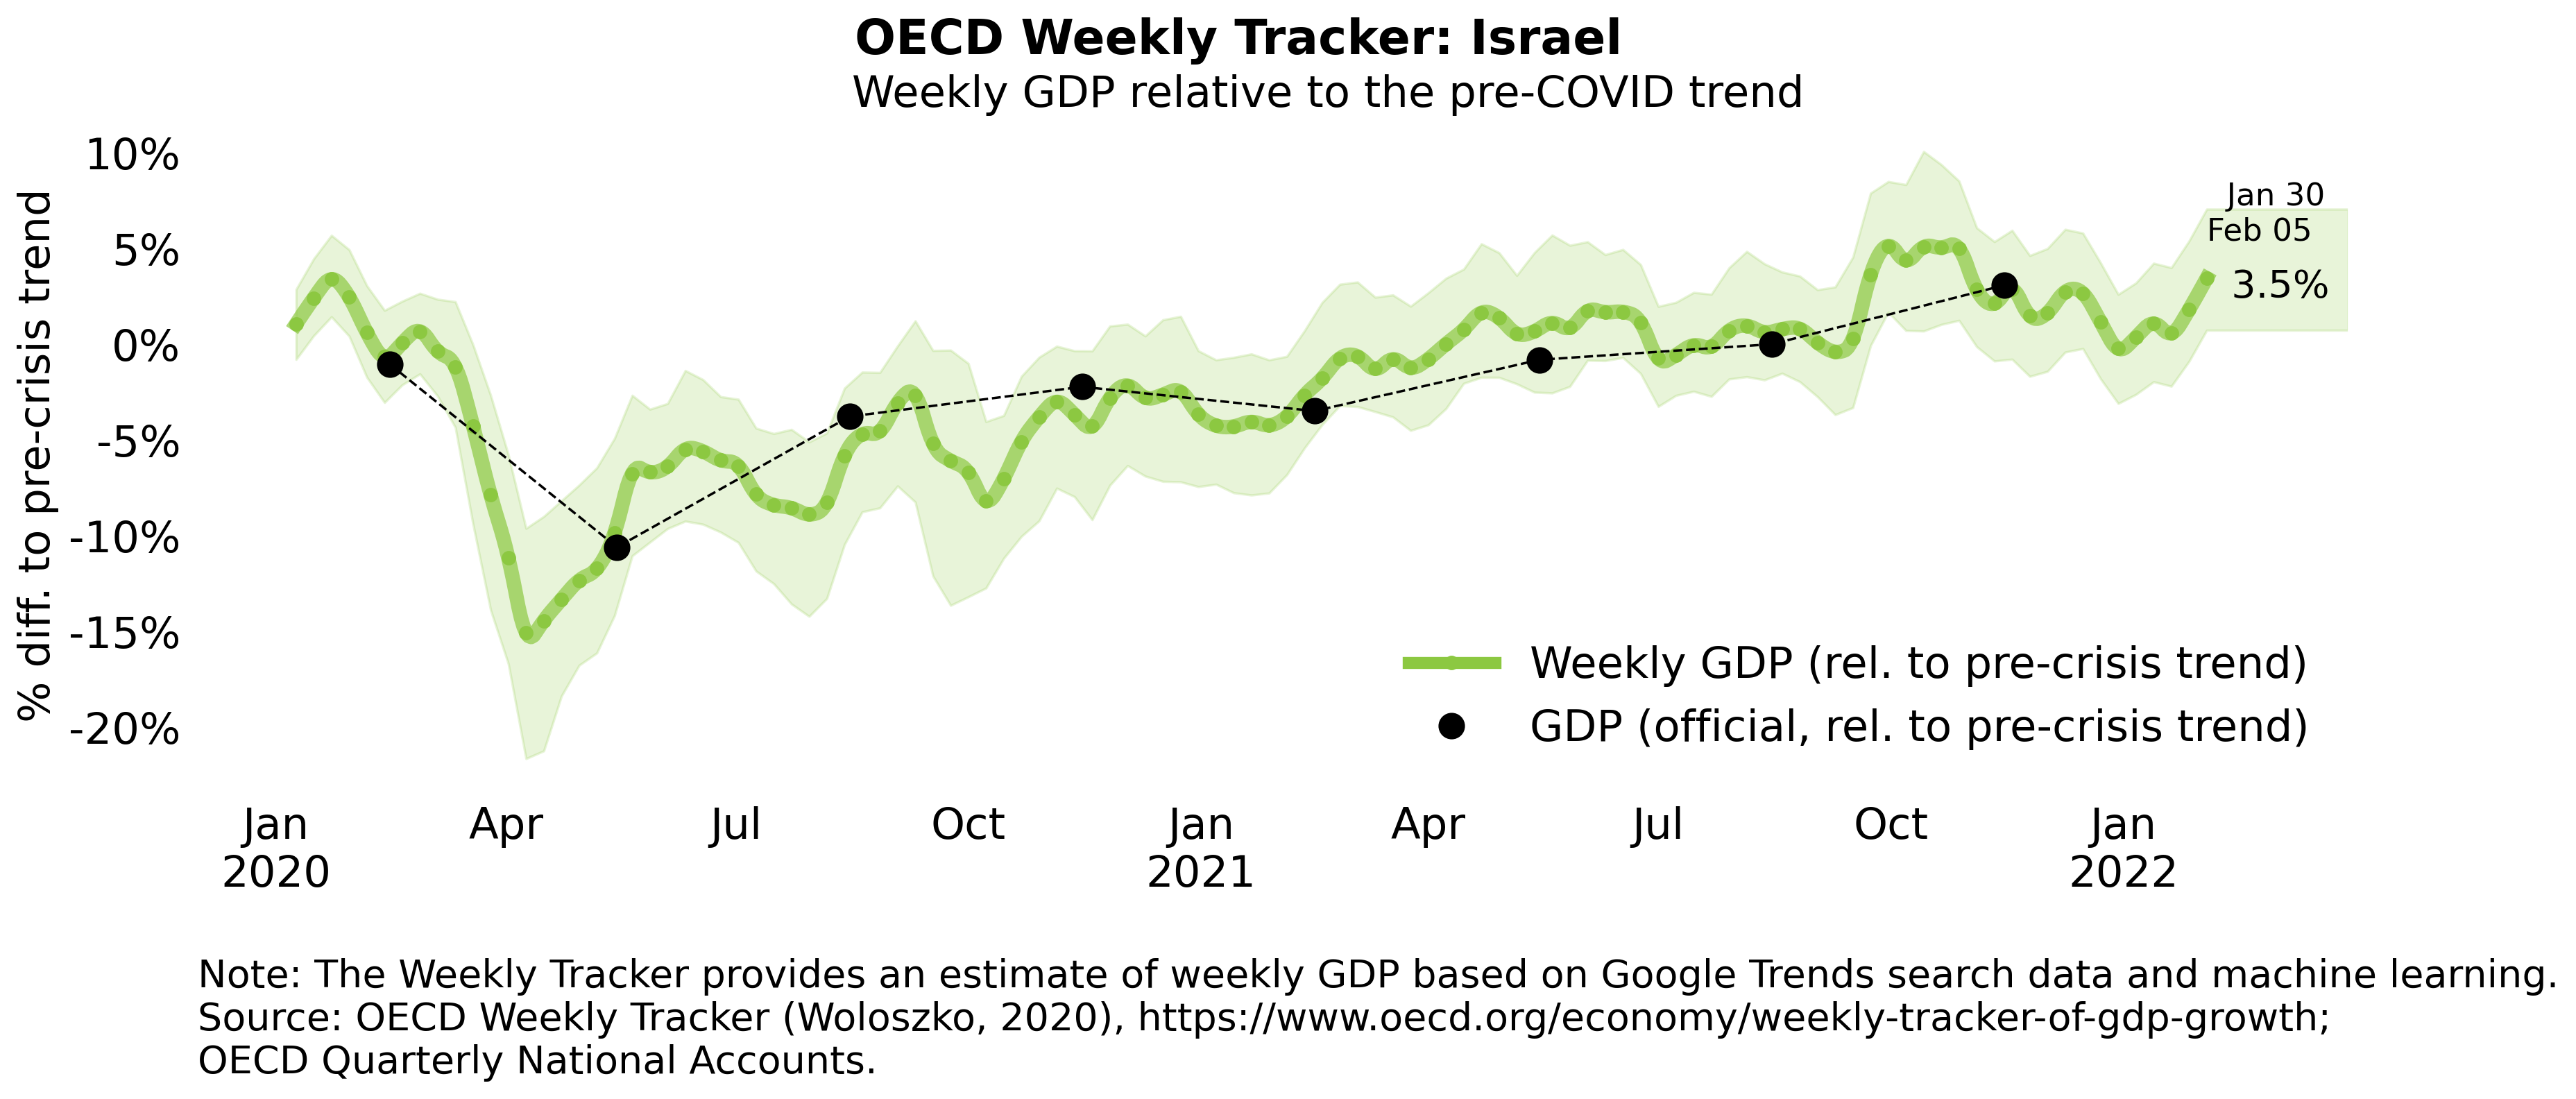 OECD Weekly Tracker: Israel
Weekly GDP relative to the pre-COVID trend
% diff. to pre-crisis trend
10%
5%
0%
-5%
-10%
-15%
-20%
Jan 30
Feb 05
3.5%
Weekly GDP (rel. to pre-crisis trend)
GDP (official, rel. to pre-crisis trend)
Jan Apr Jul Oct Jan Apr Jul Oct Jan
2020 2021 2022
Note: The Weekly Tracker provides an estimate of weekly GDP based on Google Trends search data and machine learning.
Source: OECD Weekly Tracker (Woloszko, 2020), https://www.oecd.org/economy/weekly-tracker-of-gdp-growth;
OECD Quarterly National Accounts.